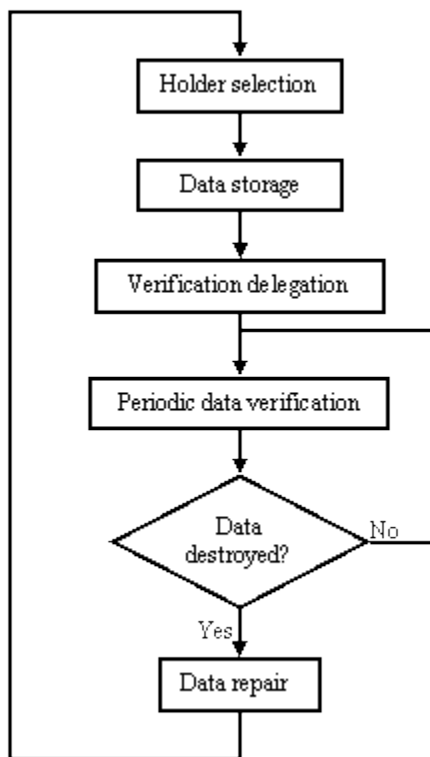 Holder selection
Data storage
Verification delegation
Periodic data verification
Data
destroyed?
No
Yes
Data repair